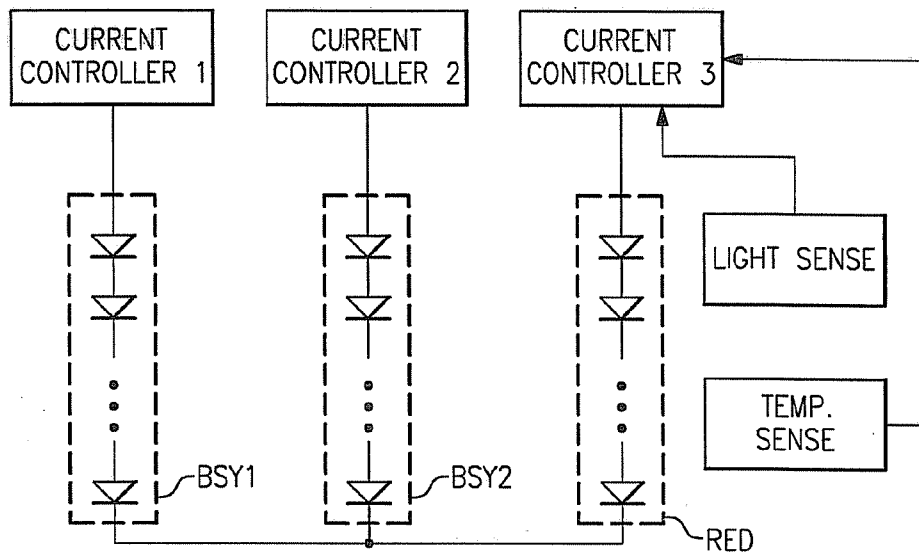 CURRENT
CONTROLLER 1
CURRENT
CONTROLLER 2
CURRENT
CONTROLLER 3
LIGHT SENSE
TEMP.
SENSE
BSY1
BSY2
RED